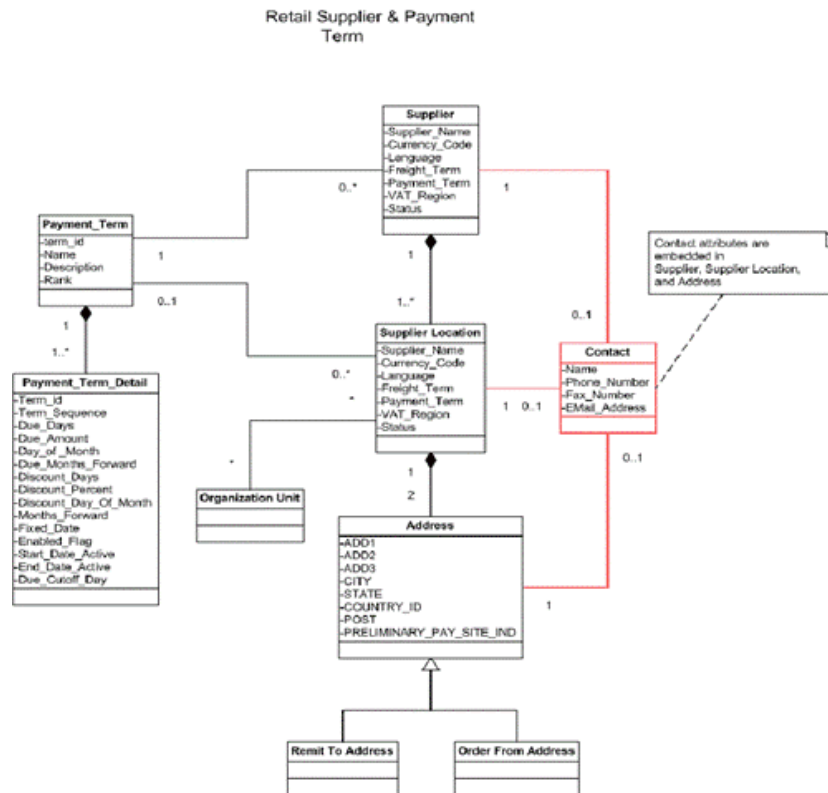 Retail Supplier & Payment
Term
Supplier
-Supplier_Name
-Currency_Code
-Language
-Freight_Term
-Payment_Term
-VAT_Region
-Status
0..*
1
Payment_Term
-term_id
-Name
-Description
-Rank
1
0..1
1
1..*
Contact attributes are
embedded in
Supplier, Supplier Location,
and Address
1
1..*
0..1
Supplier Location
-Supplier_Name
-Currency_Code
-Language
-Freight_Term
-Payment_Term
-VAT_Region
-Status
0..*
*
1
0..1
Contact
-Name
-Phone_Number
-Fax_Number
-EMail_Address
0..1
Payment_Term_Detail
-Term_id
-Term_Sequence
-Due_Days
-Due_Amount
-Day_of _Month
-Due_Months_Forward
-Discount_Days
-Discount_Percent
-Discount_Day_Of_Month
-Months_Forward
-Fixed_Date
-Enabled_Flag
-Start_Date_Active
-End_Date_Active
-Due_Cutoff_Day
*
Organization Unit
1
2
Address
-ADD1
-ADD2
-ADD3
-CITY
-STATE
-COUNTRY_ID
-POST
-PRELIMINARY_PAY_SITE_IND
1
Remit To Address
Order From Address